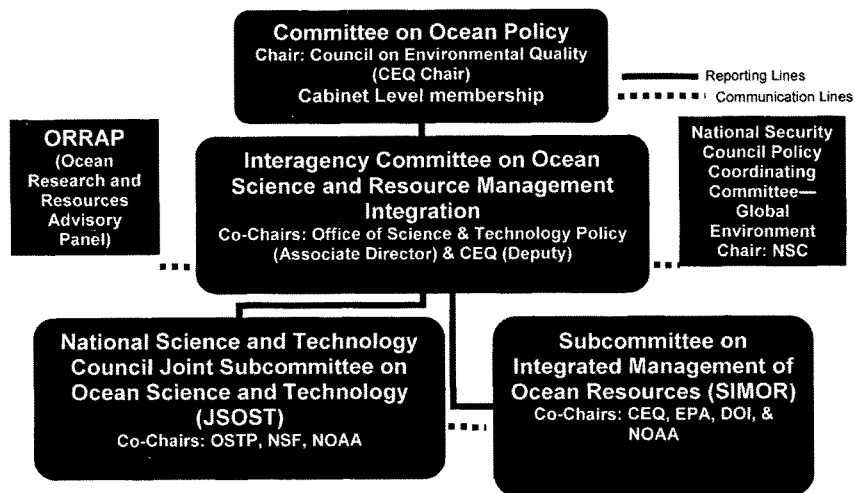 Committee on Ocean Policy
Chair: Council on Environmental Quality
(CEQ Chair)
Cabinet Level membership
Reporting Lines
Communication Lines
ORRAP
(Ocean
Research and
Resources
Advisory
Panel)
Interagency Committee on Ocean
Science and Resource Management
Integration
Co-Chairs: Office of Science & Technology Policy
(Associate Director) & CEQ (Deputy)
National Security
Council Policy
Coordinating
Committee—
Global
Environment
Chair: NSC
National Science and Technology
Council Joint Subcommittee on
Ocean Science and Technology
(JSOST)
Co-Chairs: OSTP, NSF, NOAA
Subcommittee on
Integrated Management of
Ocean Resources (SIMOR)
Co-Chairs: CEQ, EPA, DOI, &
NOAA